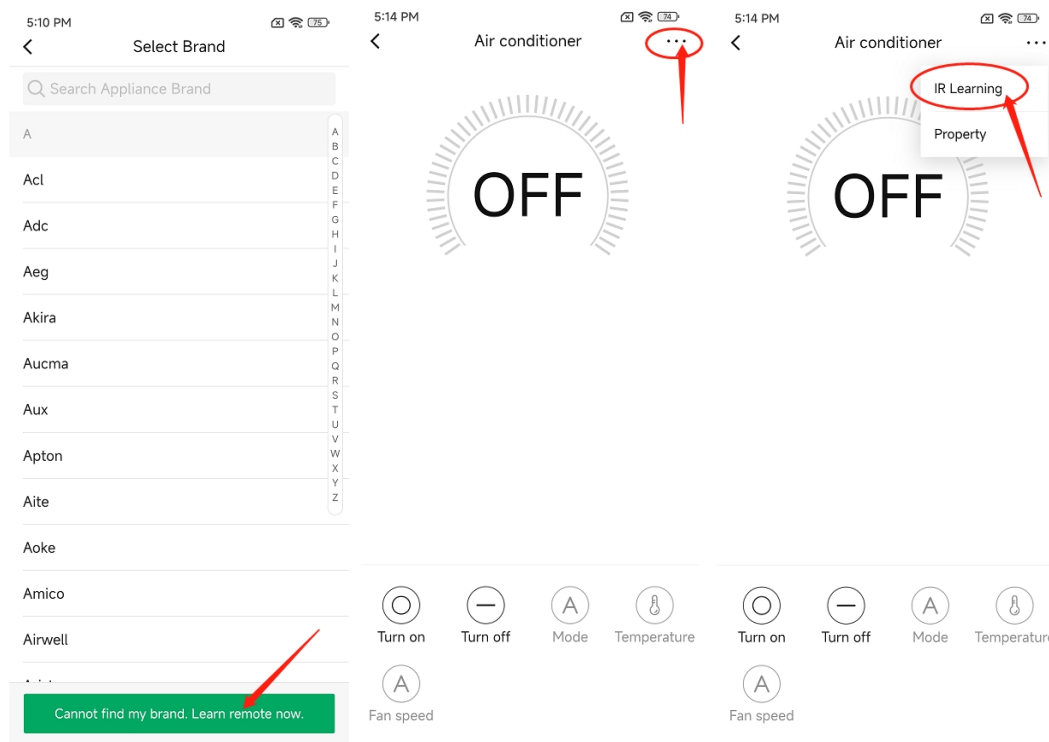 5:10 PM
75
Select Brand
Search Appliance Brand
A
Acl
Adc
Aeg
Akira
Aucma
Aux
Apton
Aite
Aoke
Amico
Airwell
A
B
C
D
E
F
G
H
I
J
K
L
M
N
O
P
Q
R
S
T
U
V
W
X
Y
Z
Cannot find my brand. Learn remote now.
5:14 PM
74
Air conditioner
OFF
Turn on
Turn off
A
Mode
Temperature
A
Fan speed
5:14 PM
74
Air conditioner
IR Learning
Property
OFF
Turn on
Turn off
A
Mode
Temperature
A
Fan speed